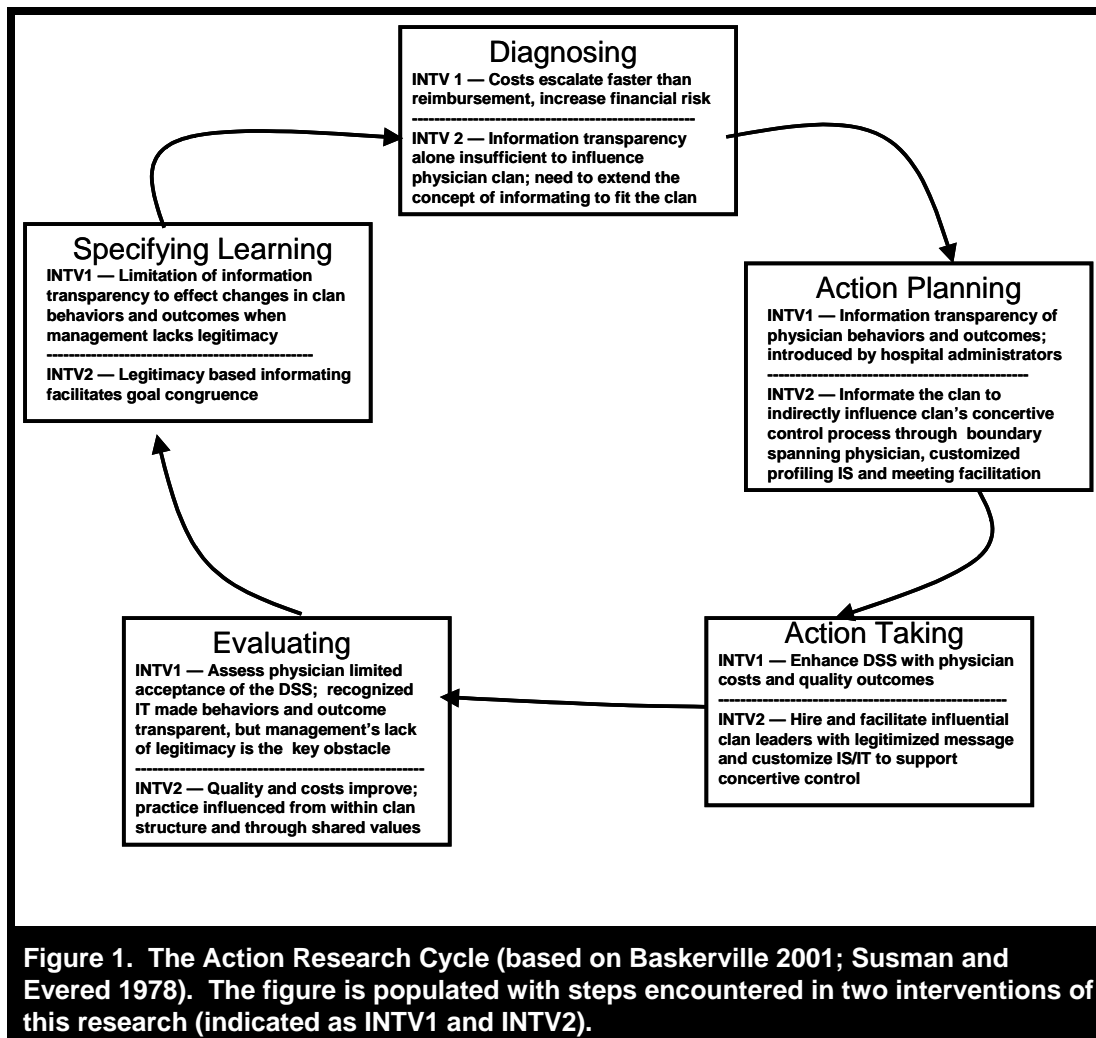 Diagnosing
INTV 1 — Costs escalate faster than
reimbursement, increase financial risk
---------------------------------------------------
INTV 2 — Information transparency
alone insufficient to influence
physician clan; need to extend the
concept of informating to fit the clan
Action Planning
INTV1 — Information transparency of
physician behaviors and outcomes;
introduced by hospital administrators
-----------------------------------------------
INTV2 — Informate the clan to
indirectly influence clan's concertive
control process through boundary
spanning physician, customized
profiling IS and meeting facilitation
Action Taking
INTV1 — Enhance DSS with physician
costs and quality outcomes
----------------------------------------------------
INTV2 — Hire and facilitate influential
clan leaders with legitimized message
and customize IS/IT to support
concertive control
Evaluating
INTV1 — Assess physician limited
acceptance of the DSS; recognized
IT made behaviors and outcome
transparent, but management's lack
of legitimacy is the key obstacle
----------------------------------------------------
INTV2 — Quality and costs improve;
practice influenced from within clan
structure and through shared values
Specifying Learning
INTV1 — Limitation of information
transparency to effect changes in clan
behaviors and outcomes when
management lacks legitimacy
------------------------------------------------
INTV2 — Legitimacy based informating
facilitates goal congruence
Figure 1. The Action Research Cycle (based on Baskerville 2001; Susman and
Evered 1978). The figure is populated with steps encountered in two interventions of
this research (indicated as INTV1 and INTV2).